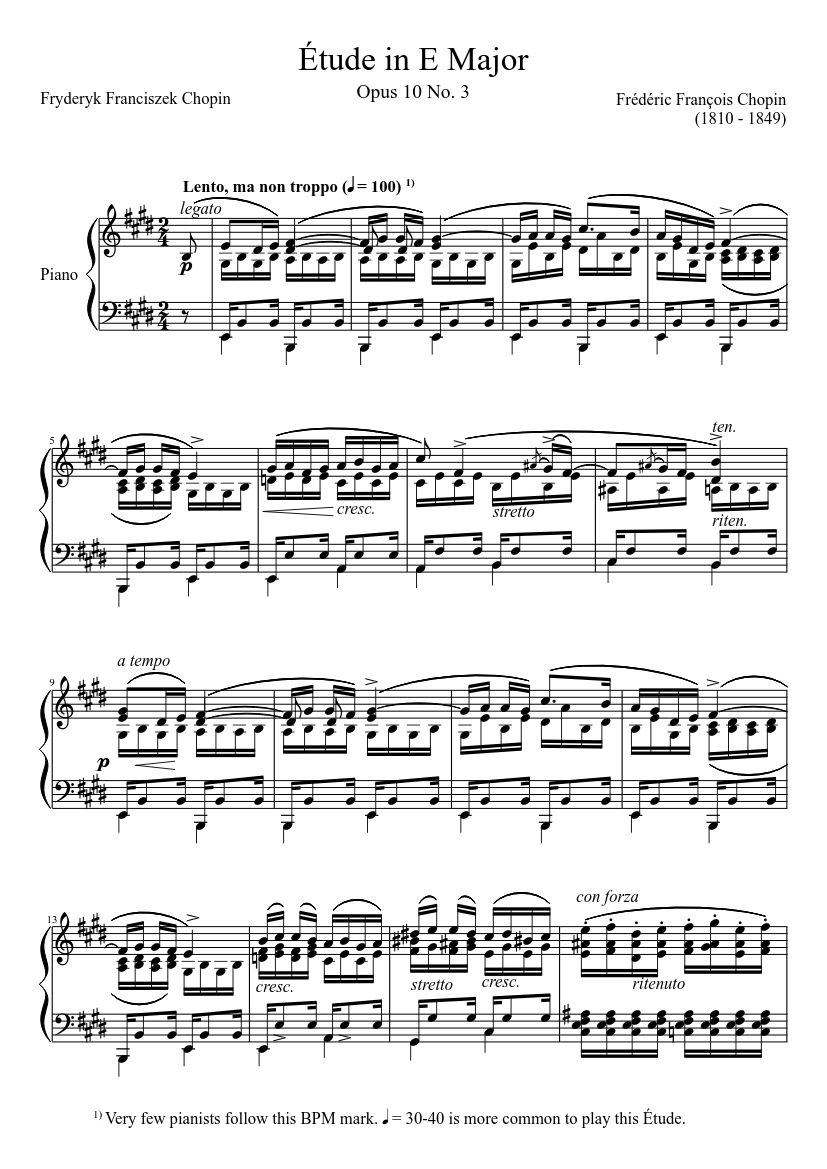 Étude in E Major
Opus 10 No. 3
Fryderyk Franciszek Chopin
Frédéric François Chopin
(1810 - 1849)
Lento, ma non troppo (♩ = 100) ¹⁾
legato
Piano
p
5
cresc.
stretto
ten.
riten.
9
a tempo
p
13
cresc.
stretto
cresc.
con forza
ritenuto
¹⁾ Very few pianists follow this BPM mark. ♩ = 30-40 is more common to play this Étude.